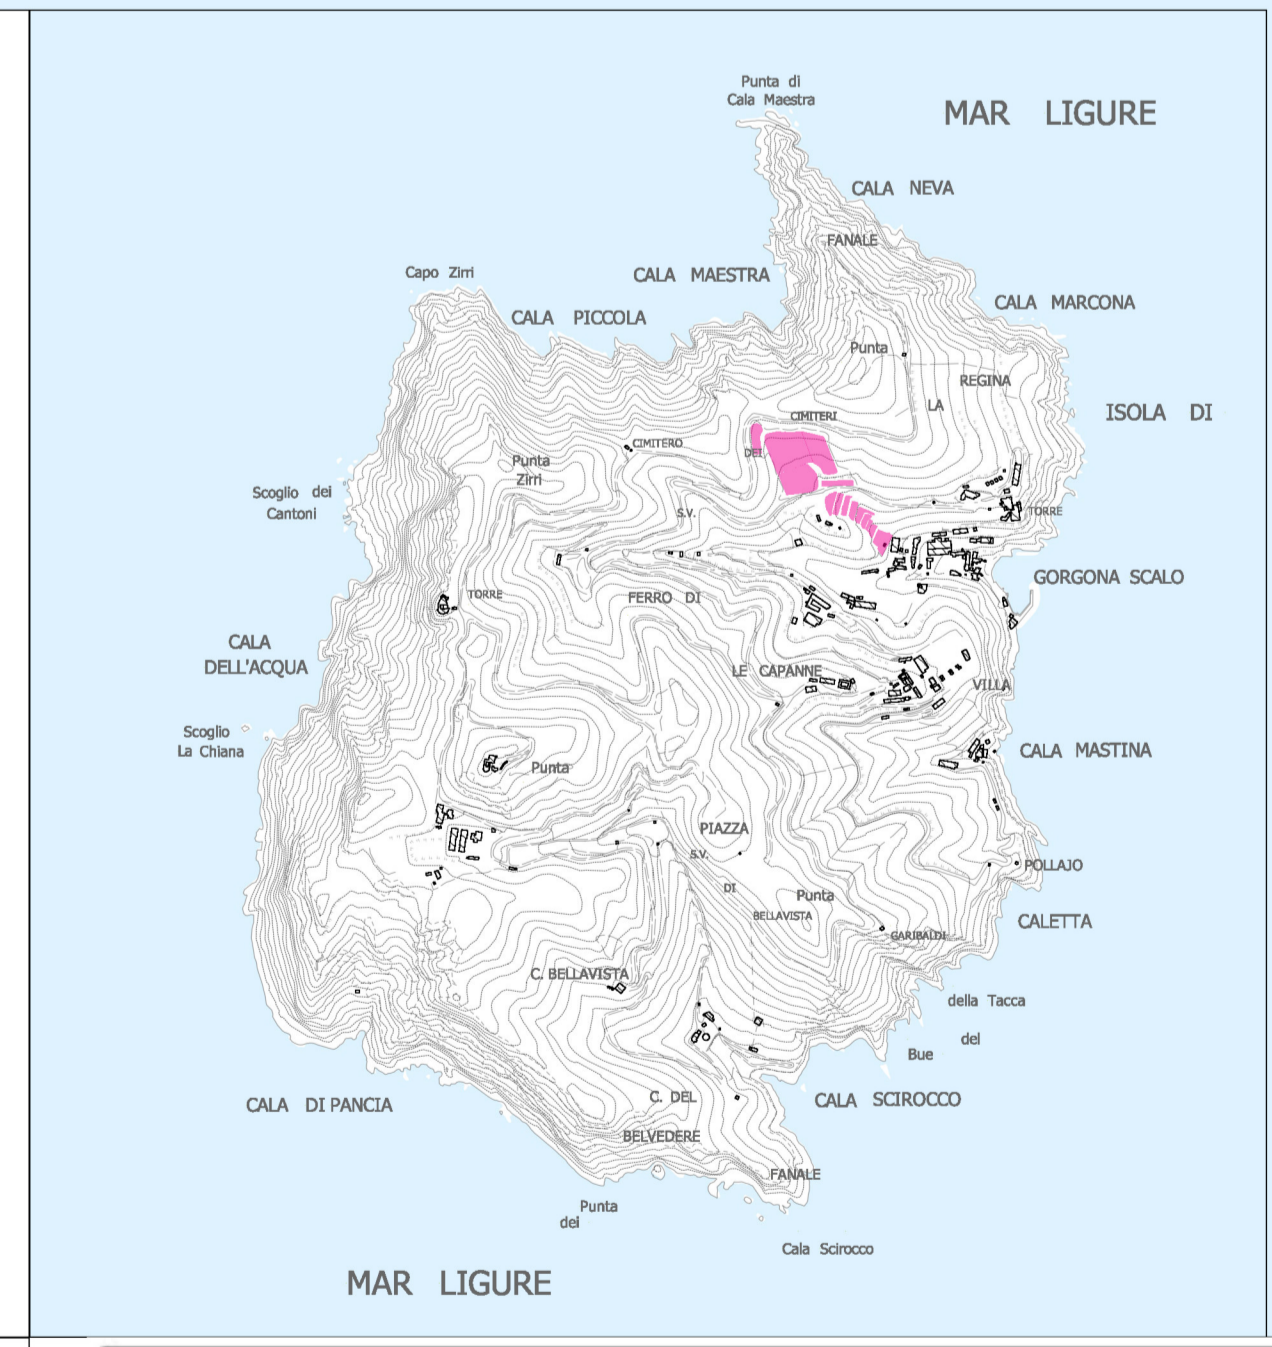 Punta di
Cala Maestra
MAR LIGURE
CALA NEVA
FANALE
Capo Zirri
CALA MAESTRA
CALA MARCONA
CALA PICCOLA
Punta
REGINA
LA
ISOLA DI
CIMITERI
CIMITERO
DEI
Punta
Zirri
Scoglio dei
Cantoni
S.V.
TORRE
GORGONA SCALO
TORRE
FERRO DI
CALA
DELL'ACQUA
LE CAPANNE
VILLA
Scoglio
La Chiana
CALA MASTINA
Punta
PIAZZA
S.V.
POLLAJO
DI
Punta
BELLAVISTA
CALETTA
GARIBALDI
C. BELLAVISTA
della Tacca
del
Bue
C. DEL
CALA SCIROCCO
CALA DI PANCIA
BELVEDERE
FANALE
Punta
dei
Cala Scirocco
MAR LIGURE